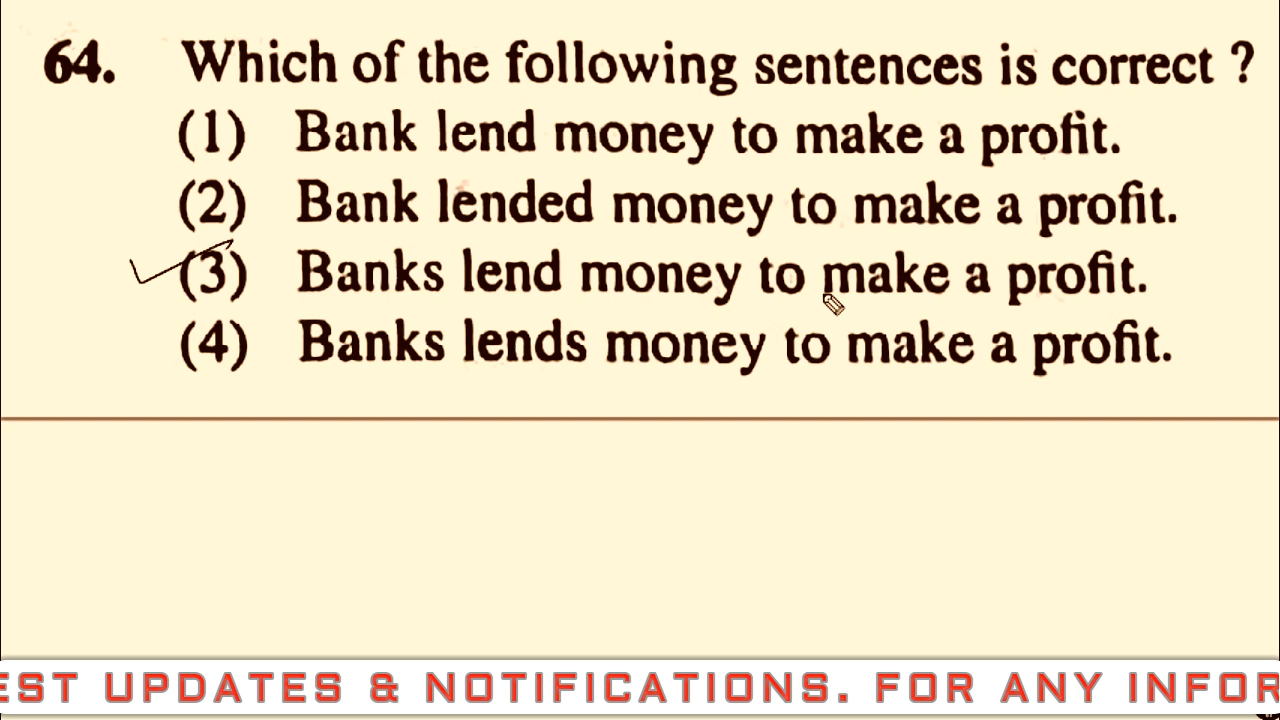 64. Which of the following sentences is correct ?
(1) Bank lend money to make a profit.
(2) Bank lended money to make a profit.
(3) Banks lend money to make a profit.
(4) Banks lends money to make a profit.
EST UPDATES & NOTIFICATIONS. FOR ANY INFOR